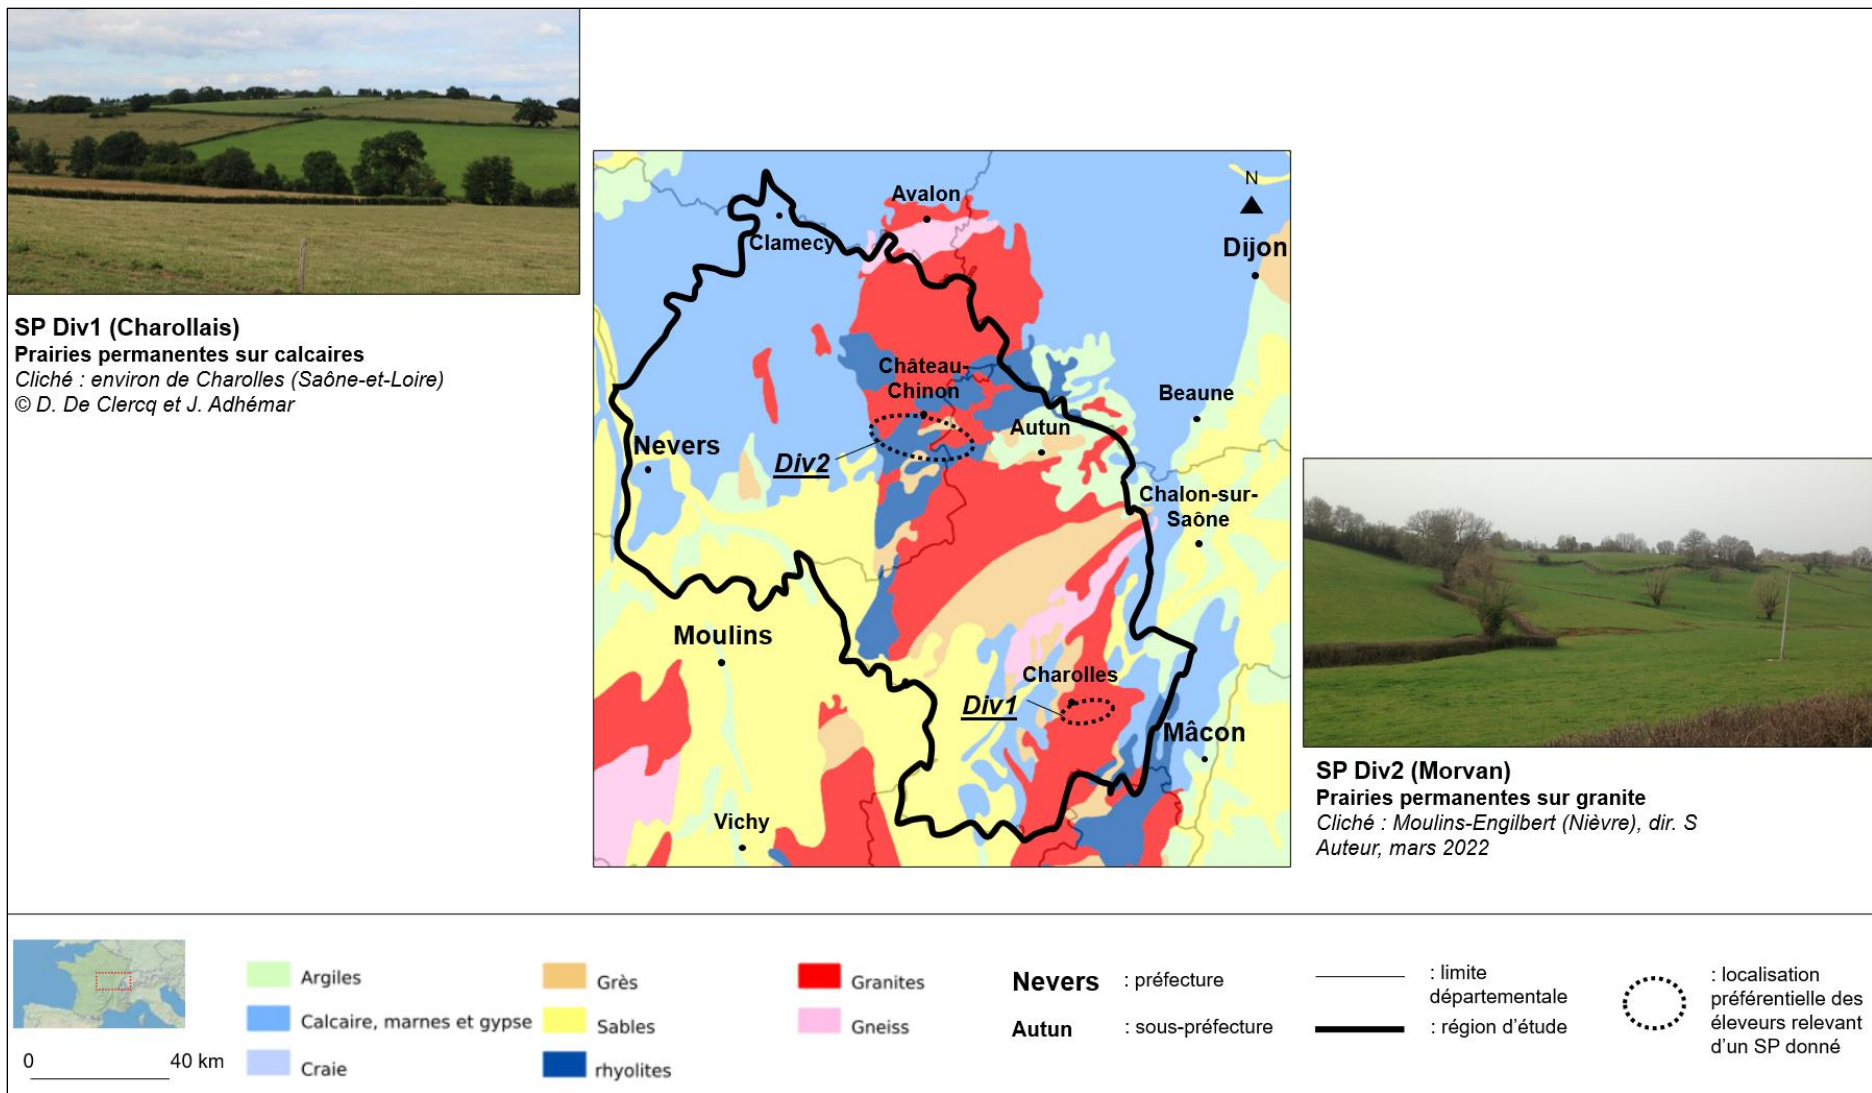 SP Div1 (Charollais)
Prairies permanentes sur calcaires
Cliché : environ de Charolles (Saône-et-Loire)
© D. De Clercq et J. Adhémar
N
Avalon
Clamecy
Dijon
Château-
Chinon
Beaune
Autun
Nevers
Div2
Chalon-sur-
Saône
Moulins
Charolles
Div1
Mâcon
Vichy
SP Div2 (Morvan)
Prairies permanentes sur granite
Cliché : Moulins-Engilbert (Nièvre), dir. S
Auteur, mars 2022
0 40 km
Argiles
Calcaire, marnes et gypse
Craie
Grès
Sables
rhyolites
Granites
Gneiss
Nevers : préfecture
Autun : sous-préfecture
: limite
départementale
: région d'étude
: localisation
préférentielle des
éleveurs relevant
d'un SP donné